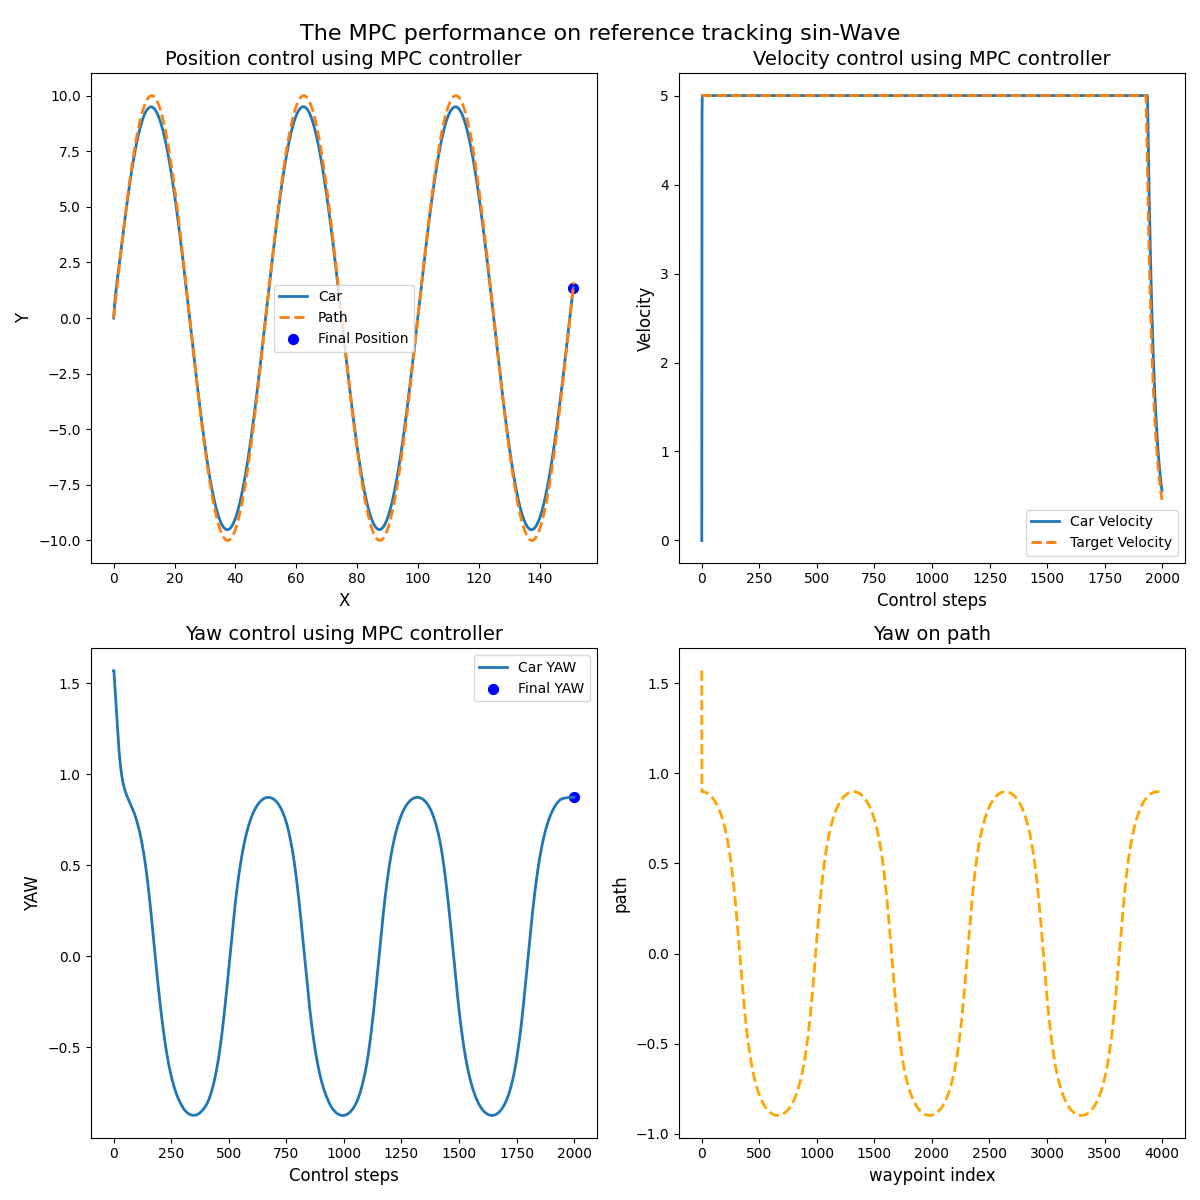 The MPC performance on reference tracking sin-Wave
Position control using MPC controller
10.0
7.5
5.0
2.5
0.0
−2.5
−5.0
−7.5
−10.0
Y
Car
Path
Final Position
0 20 40 60 80 100 120 140
X
Velocity control using MPC controller
5
4
3
2
1
0
Velocity
Car Velocity
Target Velocity
0 250 500 750 1000 1250 1500 1750 2000
Control steps
Yaw control using MPC controller
1.5
1.0
0.5
0.0
−0.5
YAW
Car YAW
Final YAW
0 250 500 750 1000 1250 1500 1750 2000
Control steps
Yaw on path
1.5
1.0
0.5
0.0
−0.5
−1.0
path
0 500 1000 1500 2000 2500 3000 3500 4000
waypoint index